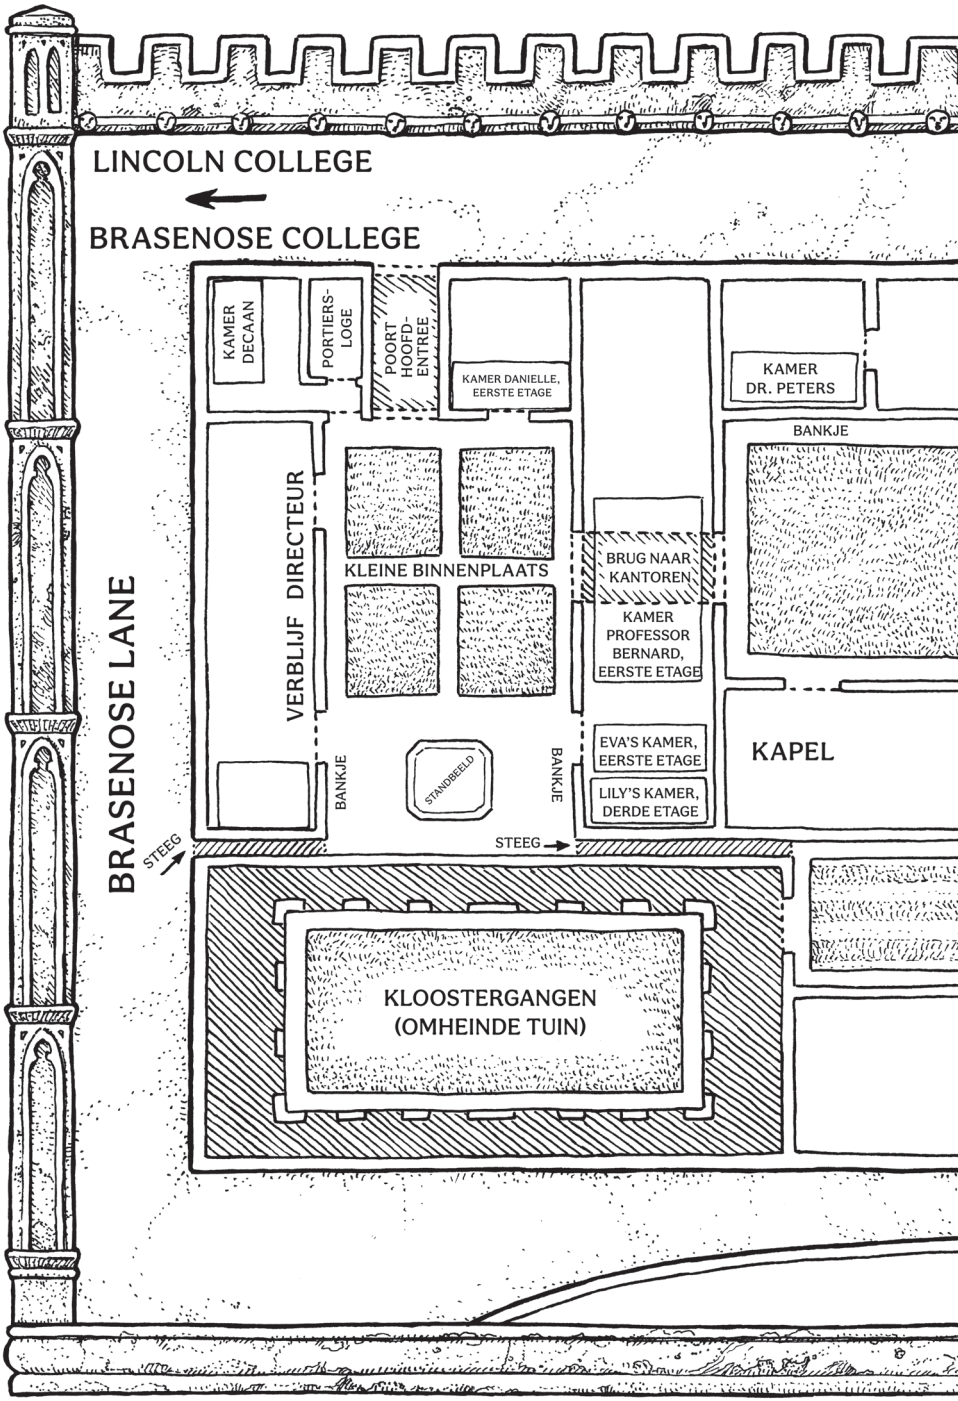 LINCOLN COLLEGE
BRASENOSE COLLEGE
KAMER
DECAAN
PORTIERS-
LOGE
POORT
HOOFD-
ENTREE
KAMER DANIELLE,
EERSTE ETAGE
KAMER
DR. PETERS
BANKJE
VERBLIJF DIRECTEUR
KLEINE BINNENPLAATS
BRUG NAAR
KANTOREN
KAMER
PROFESSOR
BERNARD,
EERSTE ETAGE
BRASENOSE LANE
BANKJE
STANDBEELD
BANKJE
EVA'S KAMER,
EERSTE ETAGE
LILY'S KAMER,
DERDE ETAGE
KAPEL
STEEG
STEEG
KLOOSTERGANGEN
(OMHEINDE TUIN)